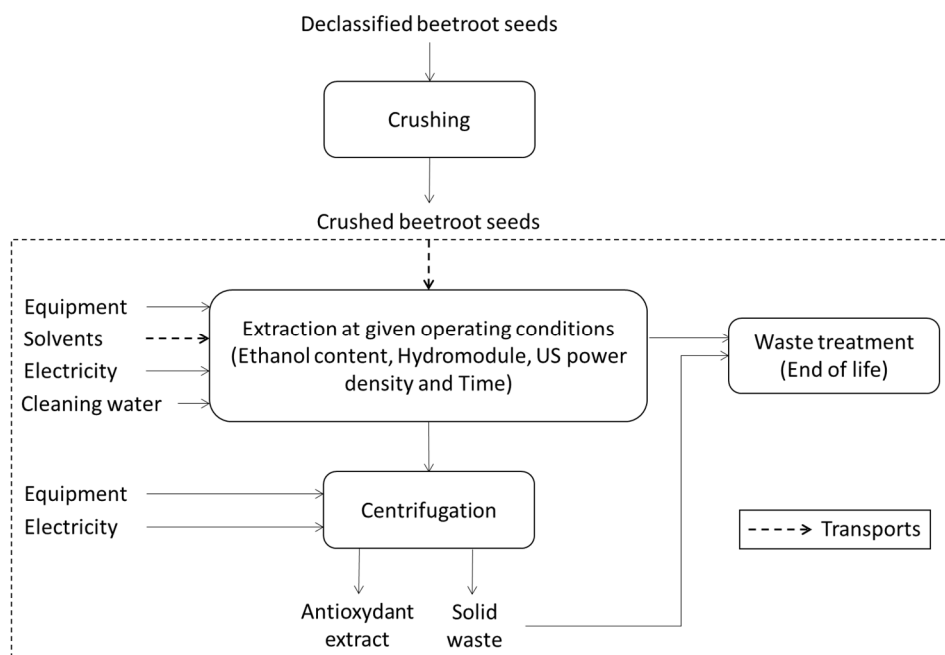 Declassified beetroot seeds
Crushing
Crushed beetroot seeds
Equipment
Solvents
Electricity
Cleaning water
Extraction at given operating conditions
(Ethanol content, Hydromodule, US power
density and Time)
Waste treatment
(End of life)
Equipment
Electricity
Centrifugation
Transports
Antioxydant
extract
Solid
waste